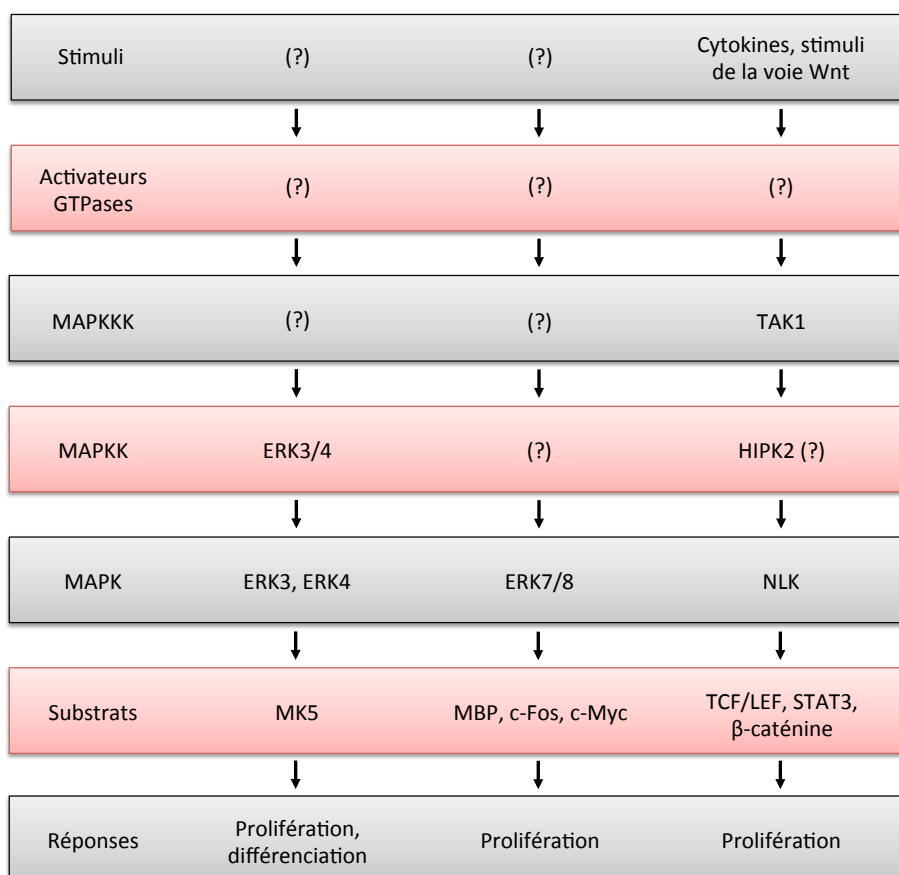 Stimuli (?) (?) Cytokines, stimuli
de la voie Wnt
Activateurs
GTPases (?) (?) (?)
MAPKKK (?) (?) TAK1
MAPKK ERK3/4 (?) HIPK2 (?)
MAPK ERK3, ERK4 ERK7/8 NLK
Substrats MK5 MBP, c-Fos, c-Myc TCF/LEF, STAT3,
β-caténine
Réponses Prolifération,
différenciation Prolifération Prolifération